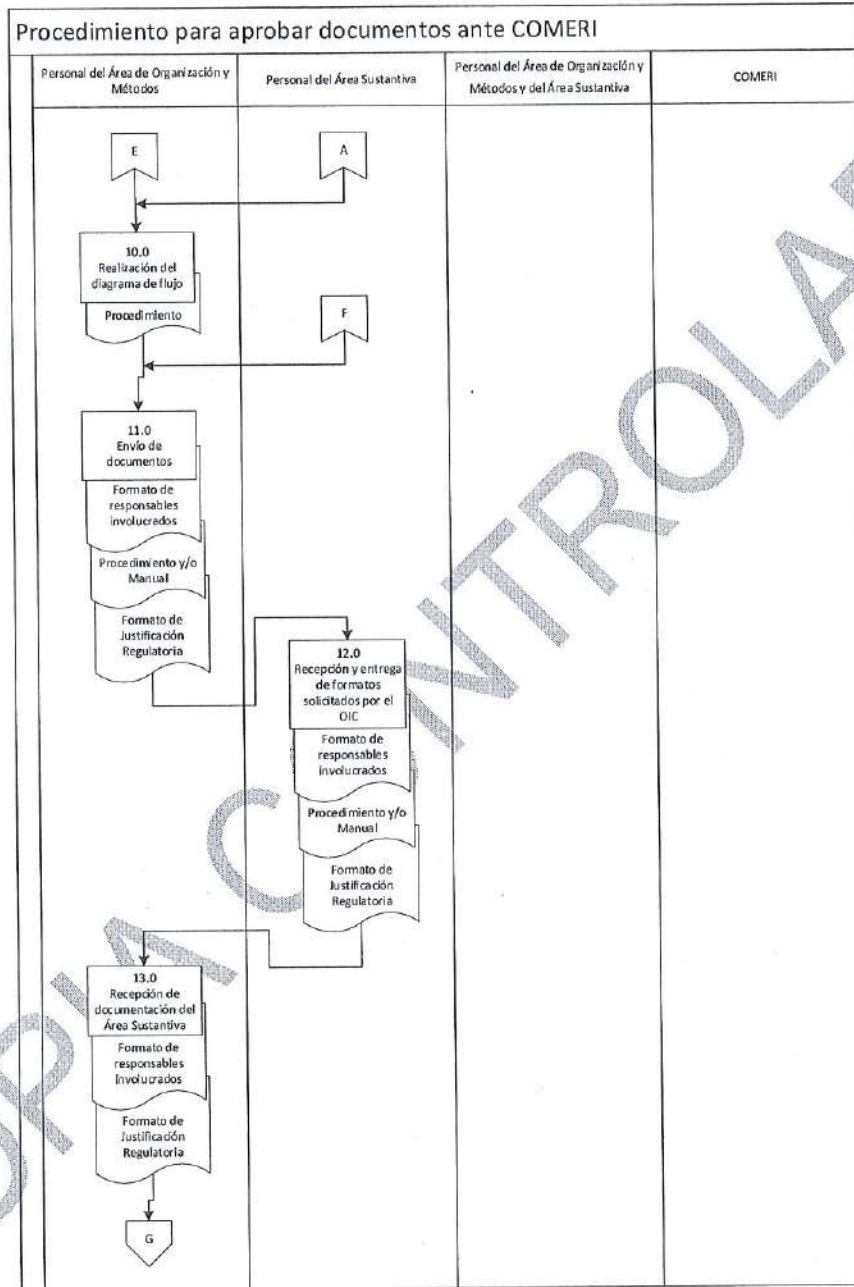 Procedimiento para aprobar documentos ante COMERI
Personal del Área de Organización y
Métodos
Personal del Área Sustantiva
Personal del Área de Organización y
Métodos y del Área Sustantiva
COMERI
E
A
10.0
Realización del
diagrama de flujo
Procedimiento
F
11.0
Envío de
documentos
Formato de
responsables
involucrados
Procedimiento y/o
Manual
Formato de
Justificación
Regulatoria
12.0
Recepción y entrega
de formatos
solicitados por el
OIC
Formato de
responsables
involucrados
Procedimiento y/o
Manual
Formato de
Justificación
Regulatoria
13.0
Recepción de
documentación del
Área Sustantiva
Formato de
responsables
involucrados
Formato de
Justificación
Regulatoria
G